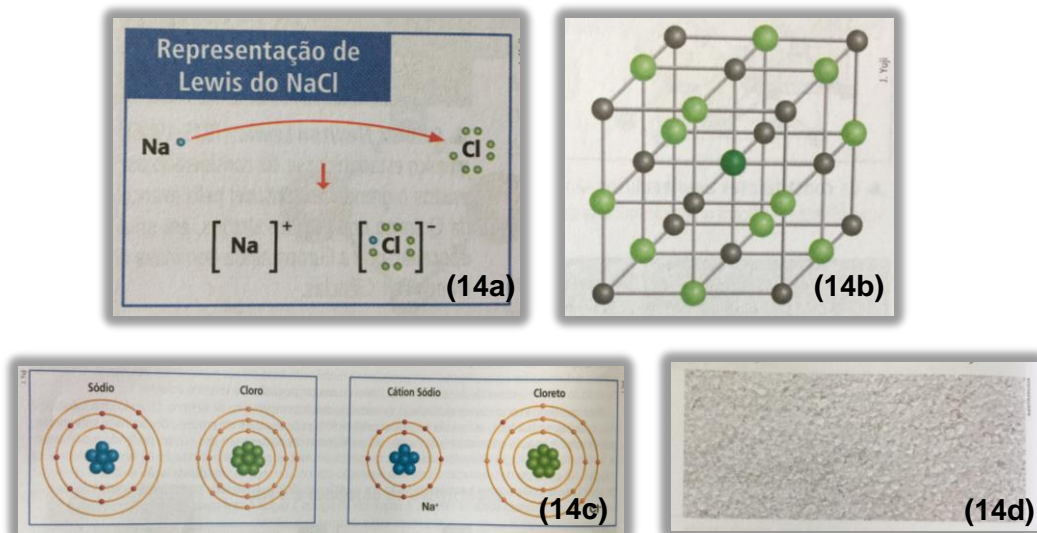 Representação de
Lewis do NaCl
Na
Cl
[ Na ]+
[ Cl ]−
(14a)
J. Yuji
(14b)
Sódio
Cloro
Cátion Sódio
Cloreto
Na+
(14c)
(14d)